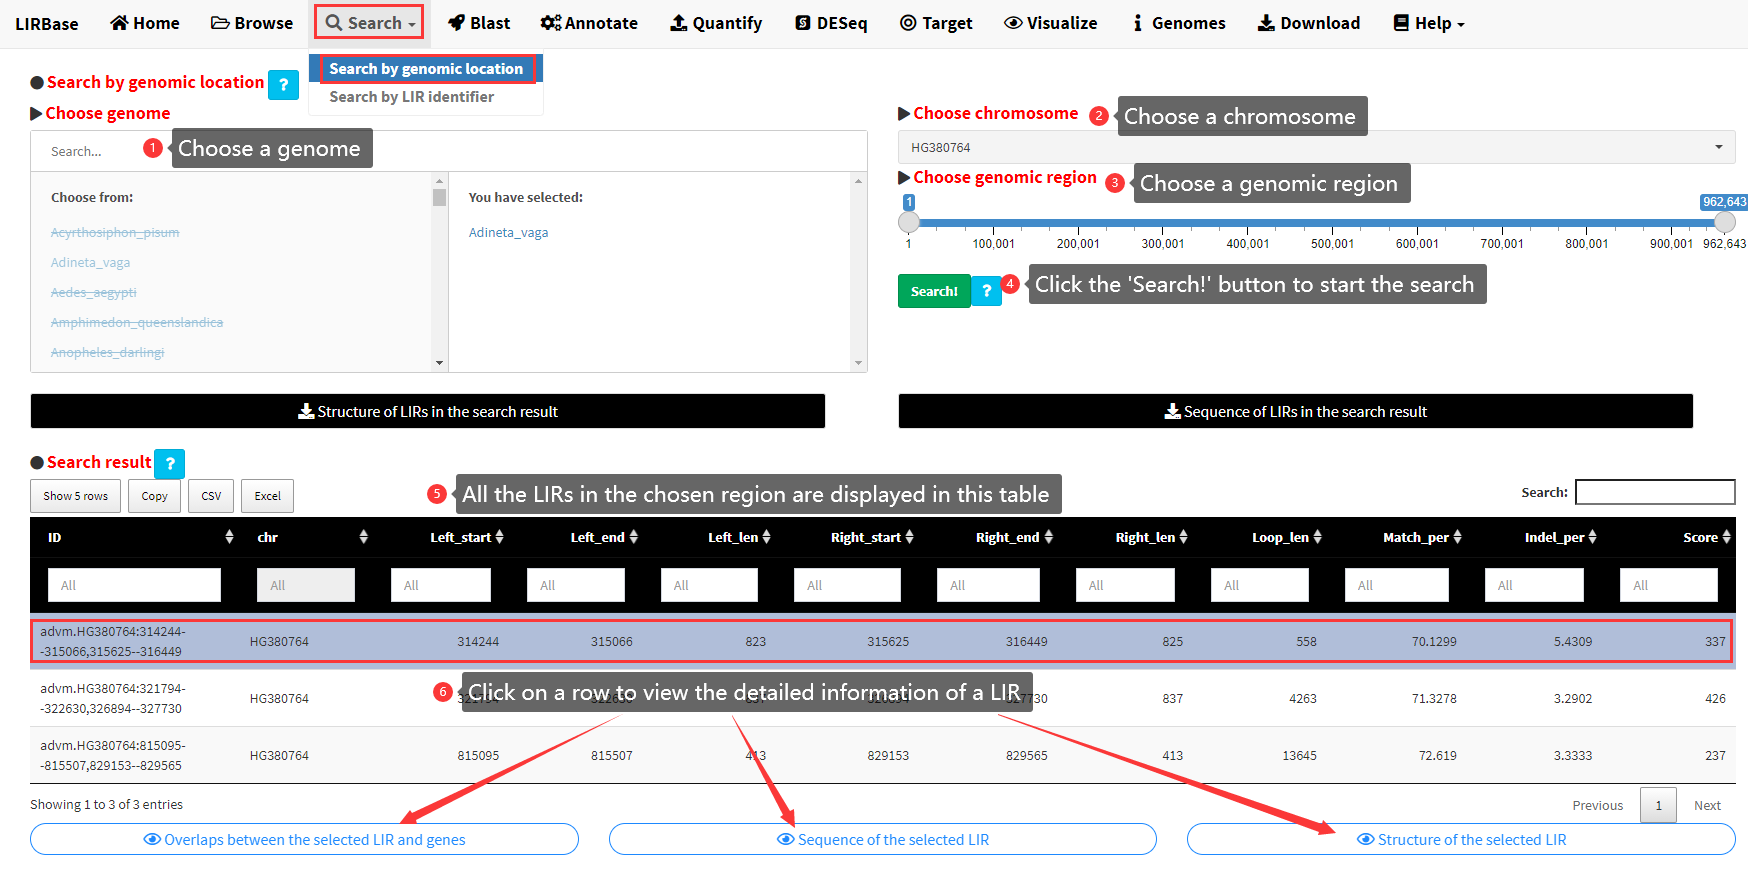 LIRBase Home Browse Search Blast Annotate Quantify DESeq Target Visualize Genomes Download Help
Search by genomic location
Search by LIR identifier
Search by genomic location ?
Choose genome
Search...
1 Choose a genome
Choose from:
Acyrthosiphon_pisum
Adineta_vaga
Aedes_aegypti
Amphimedon_queenslandica
Anopheles_darlingi
You have selected:
Adineta_vaga
Choose chromosome 2 Choose a chromosome
HG380764
Choose genomic region 3 Choose a genomic region
1 962,643
1 100,001 200,001 300,001 400,001 500,001 600,001 700,001 800,001 900,001 962,643
Search! ? 4 Click the 'Search!' button to start the search
Structure of LIRs in the search result
Sequence of LIRs in the search result
Search result ?
Show 5 rows Copy CSV Excel
5 All the LIRs in the chosen region are displayed in this table
Search:
ID chr Left_start Left_end Left_len Right_start Right_end Right_len Loop_len Match_per Indel_per Score
All All All All All All All All All All All All
advm.HG380764:314244-
-315066,315625--316449 HG380764 314244 315066 823 315625 316449 825 558 70.1299 5.4309 337
advm.HG380764:321794-
-322630,326894--327730 HG380764 837 4263 71.3278 3.2902 426
6 Click on a row to view the detailed information of a LIR
advm.HG380764:815095-
-815507,829153--829565 HG380764 815095 815507 413 829153 829565 413 13645 72.619 3.3333 237
Showing 1 to 3 of 3 entries
Previous 1 Next
Overlaps between the selected LIR and genes
Sequence of the selected LIR
Structure of the selected LIR